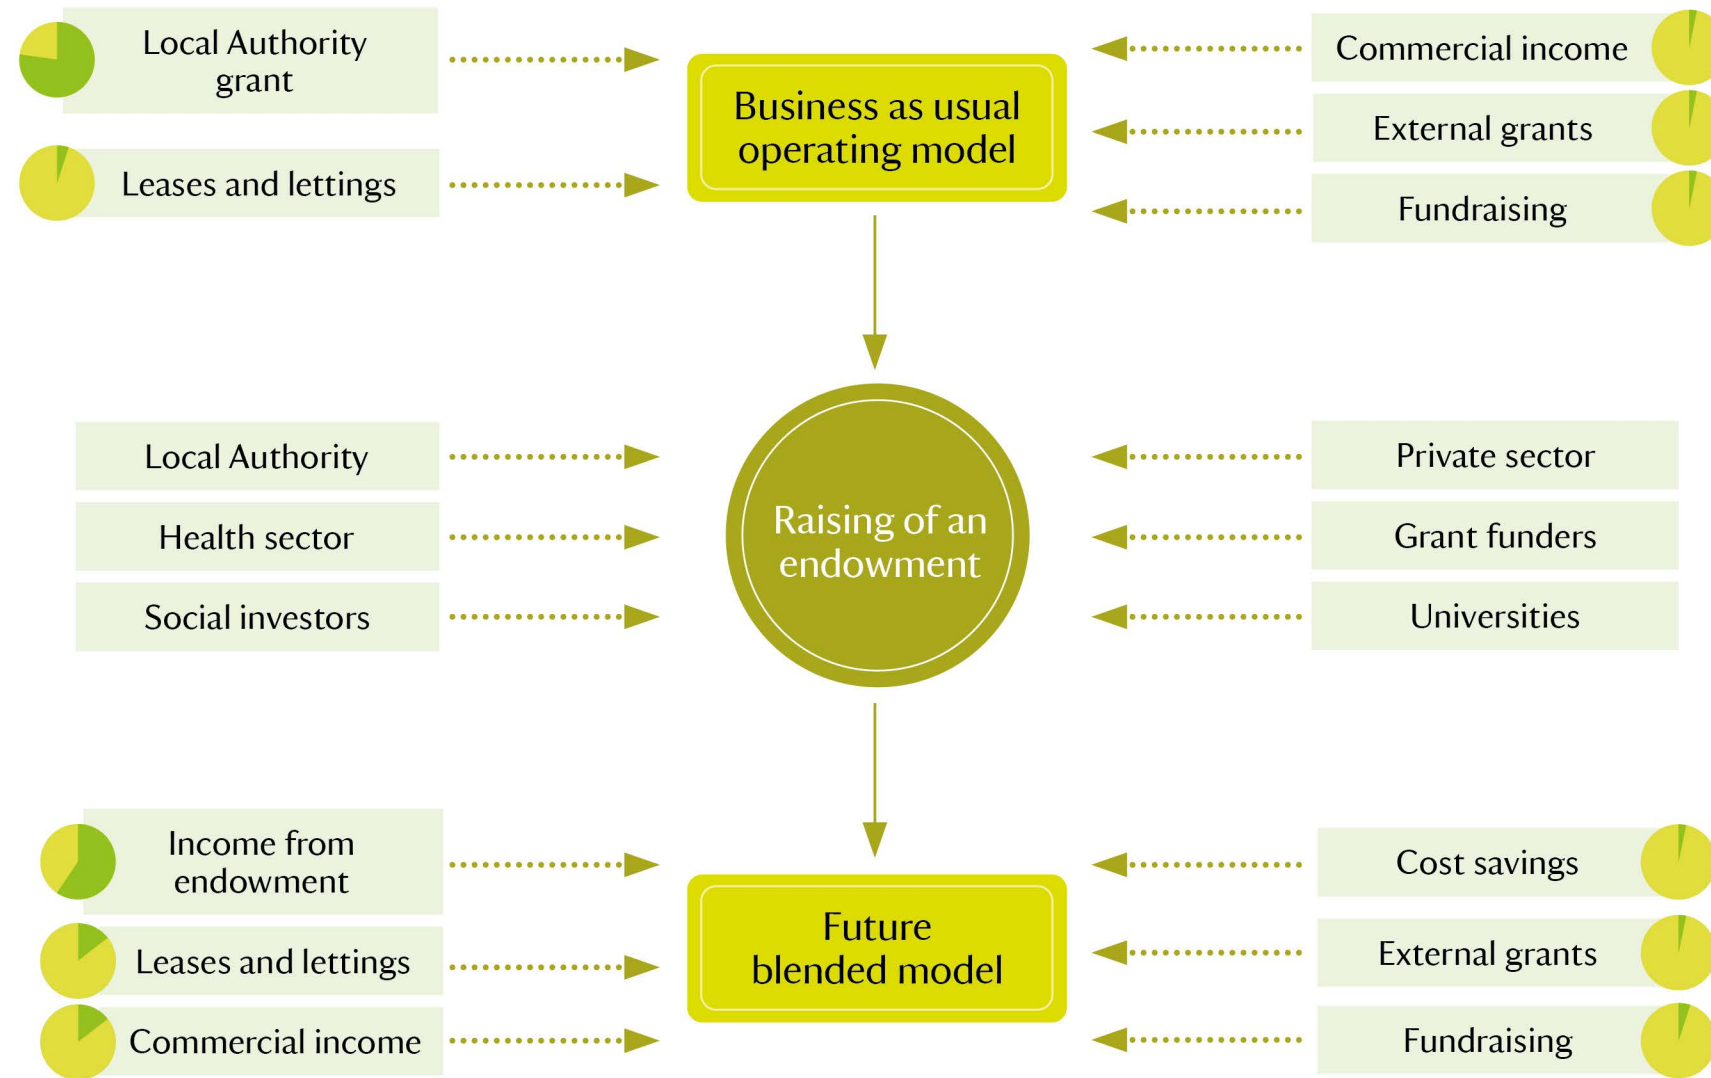 Local Authority
grant
Leases and lettings
Business as usual
operating model
Commercial income
External grants
Fundraising
Local Authority
Health sector
Social investors
Raising of an
endowment
Private sector
Grant funders
Universities
Income from
endowment
Leases and lettings
Commercial income
Future
blended model
Cost savings
External grants
Fundraising